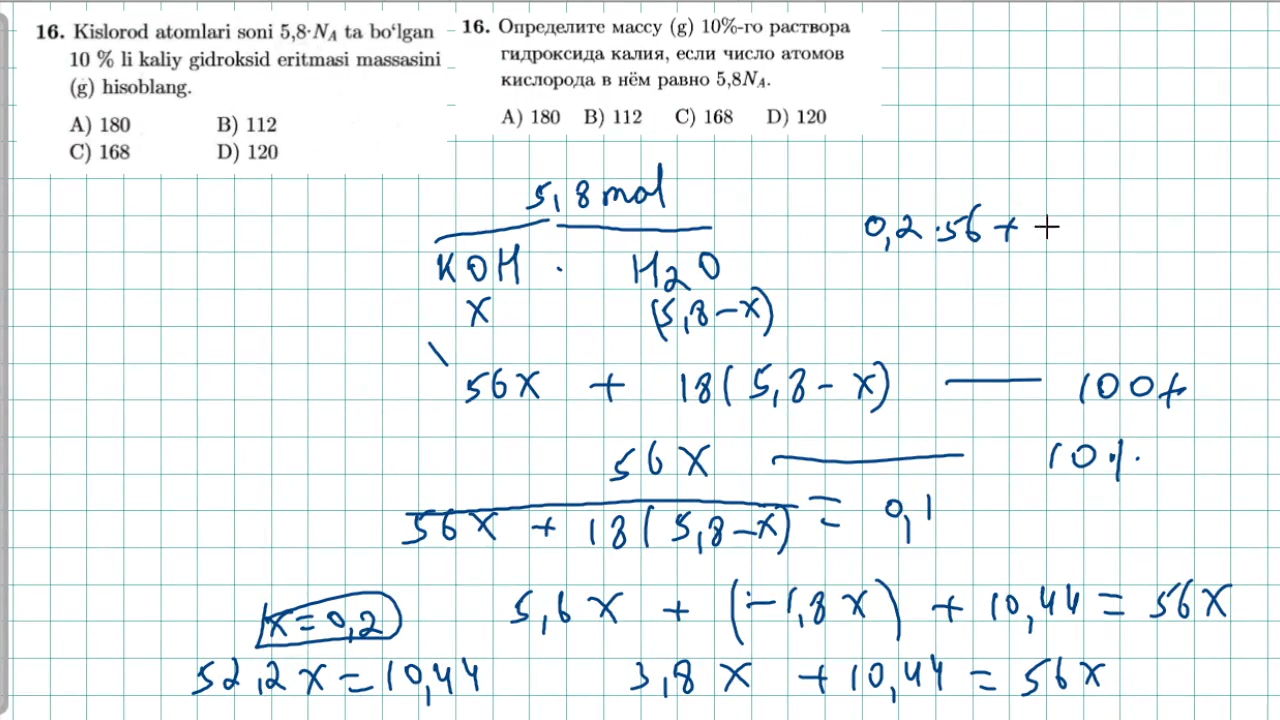 16. Kislorod atomlari soni 5,8·N_A ta bo‘lgan
10 % li kaliy gidroksid eritmasi massasini
(g) hisoblang.
A) 180 B) 112
C) 168 D) 120
16. Определите массу (g) 10%-го раствора
гидроксида калия, если число атомов
кислорода в нём равно 5,8N_A.
A) 180 B) 112 C) 168 D) 120
5,8 mol
KOH · H2O
x (5,8-x)
0,2·56+
56x + 18(5,8-x) — 100%
56x — 10%
56x + 18(5,8-x) = 0,1
5,6x + (-1,8x) + 10,44 = 56x
x=0,2
3,8x + 10,44 = 56x
52,2x=10,44